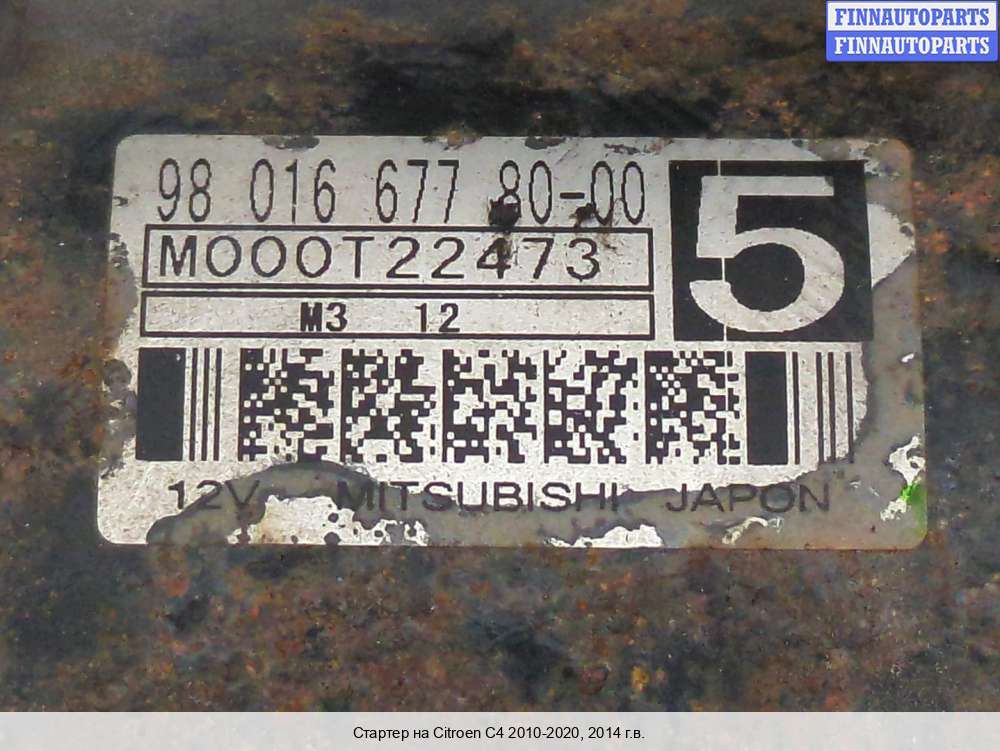 FINNAUTOPARTS
FINNAUTOPARTS
98 016 677 80-00
5
M000T22473
M3 12
12V MITSUBISHI JAPON
Стартер на Citroen C4 2010-2020, 2014 г.в.